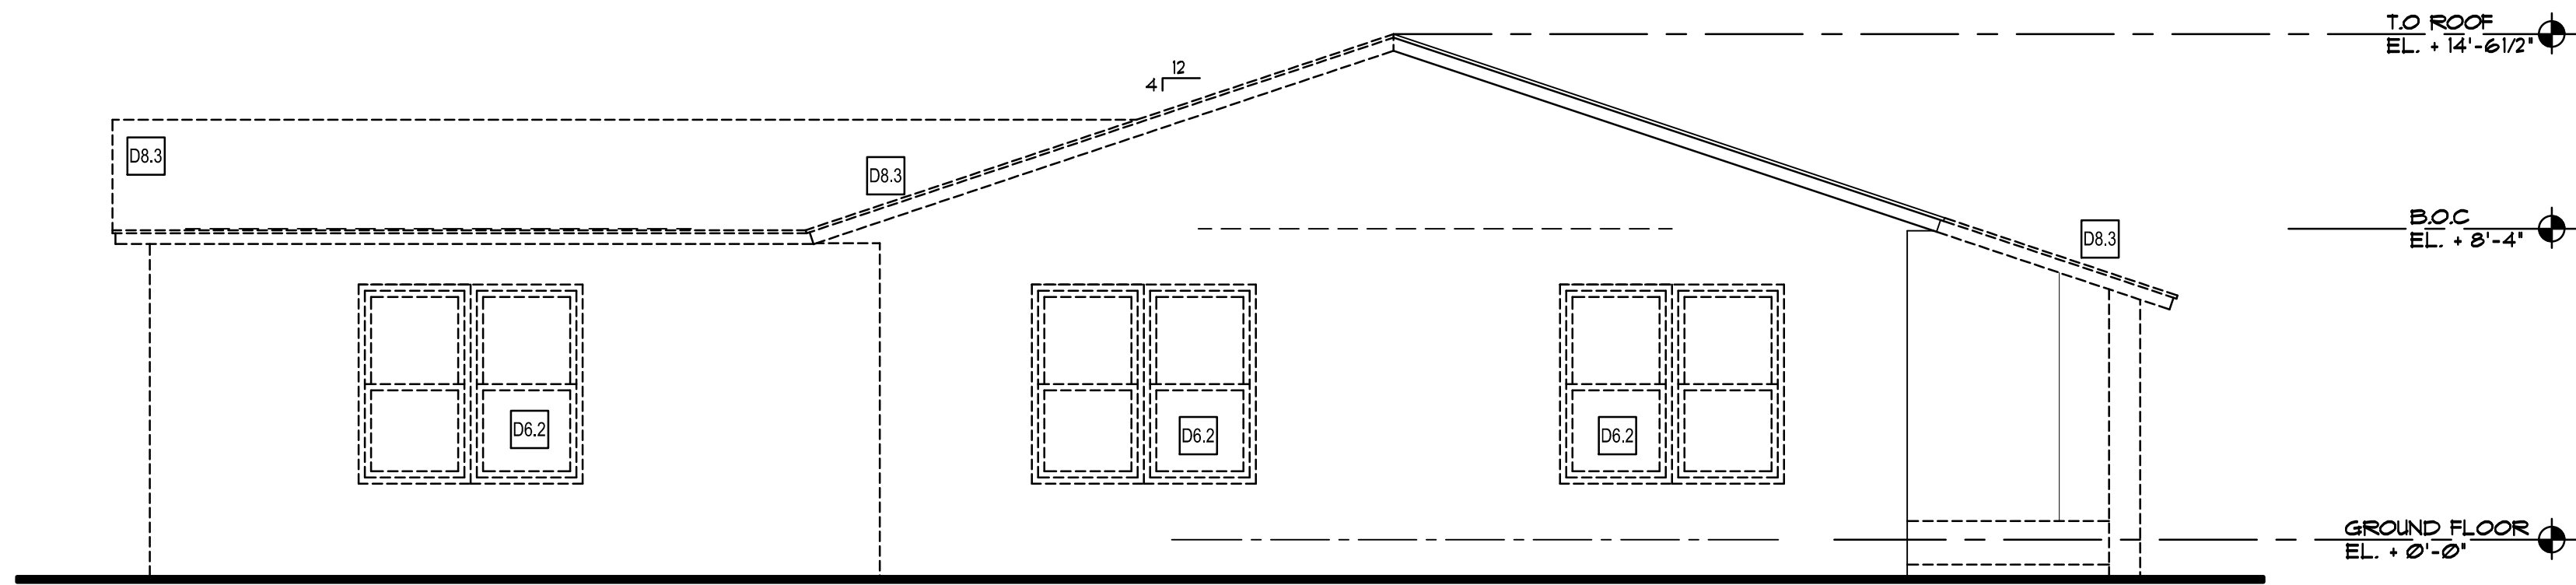 T.O ROOF
EL. + 14'-6 1/2"
12
4
D8.3
D8.3
B.O.C
EL. + 8'-4"
D8.3
D6.2
D6.2
D6.2
GROUND FLOOR
EL. + 0'-0"